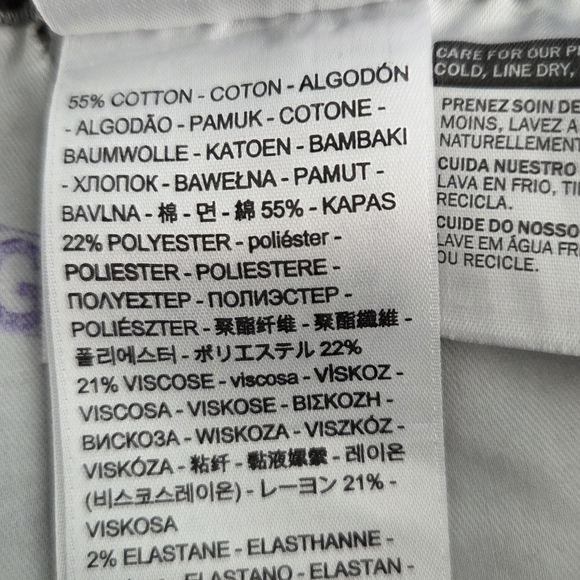 55% COTTON - COTON - ALGODÓN
- ALGODÃO - PAMUK - COTONE -
BAUMWOLLE - KATOEN - BAMBAKI
- ХЛОПОК - BAWEŁNA - PAMUT -
BAVLNA - 棉 - 면 - 綿 55% - KAPAS
22% POLYESTER - poliéster -
POLIESTER - POLIESTERE -
ΠΟΛΥΕΣΤΕΡ - ПОЛИЭСТЕР -
POLIÉSZTER - 聚酯纤维 - 聚酯纖維 -
폴리에스터 - ポリエステル 22%
21% VISCOSE - viscosa - VİSKOZ -
VISCOSA - VISKOSE - ΒΙΣΚΟΖΗ -
ВИСКОЗА - WISKOZA - VISZKÓZ -
VISKÓZA - 粘纤 - 黏液嫘縈 - 레이온
(비스코스레이온) - レーヨン 21% -
VISKOSA
2% ELASTANE - ELASTHANNE -
ELASTANO - ELASTAN -
CARE FOR OUR
COLD, LINE DRY,
PRENEZ SOIN DE
MOINS, LAVEZ A
NATURELLEMENT
CUIDA NUESTRO
LAVA EN FRIO,
RECICLA.
CUIDE DO NOSSO
LAVE EM ÁGUA
OU RECICLE.